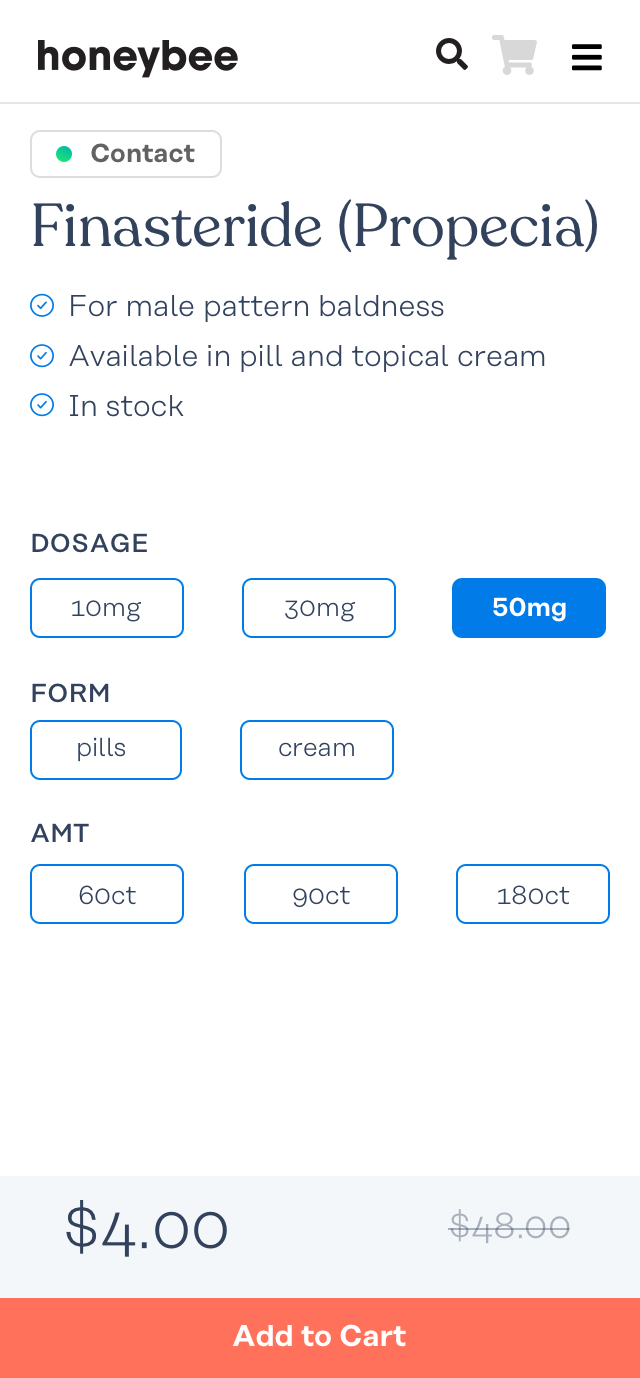 honeybee
Contact
Finasteride (Propecia)
For male pattern baldness
Available in pill and topical cream
In stock
DOSAGE
10mg 30mg 50mg
FORM
pills cream
AMT
60ct 90ct 180ct
$4.00 $48.00
Add to Cart